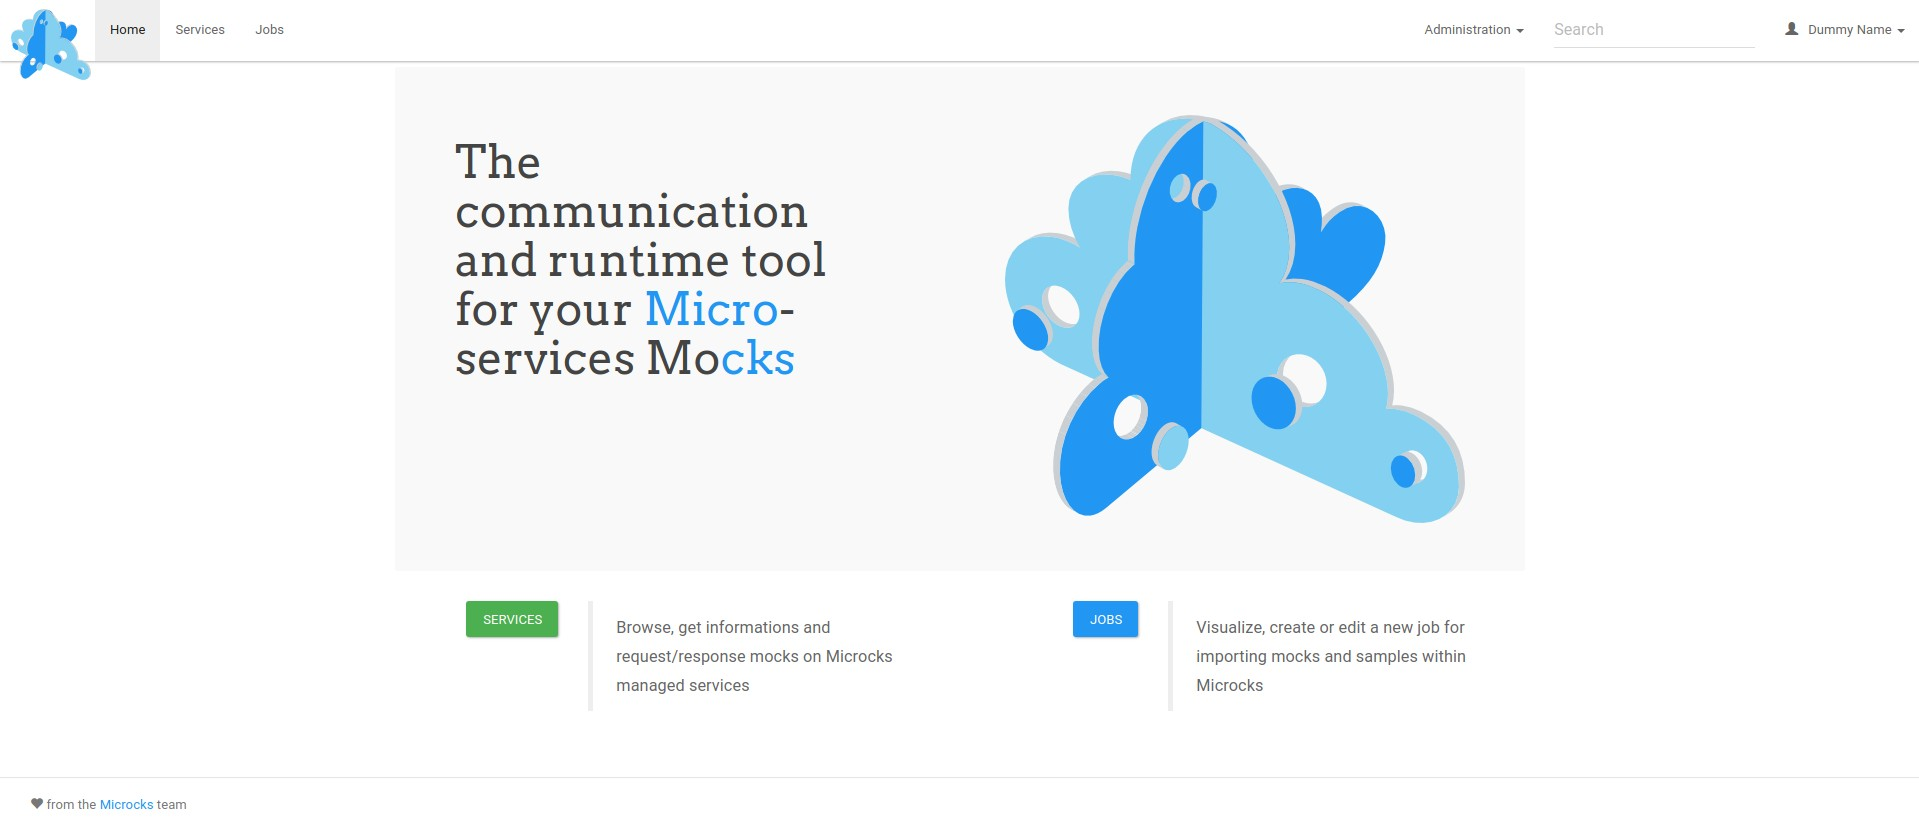 Home Services Jobs Administration Search Dummy Name
The
communication
and runtime tool
for your Micro-
services Mocks
SERVICES
Browse, get informations and
request/response mocks on Microcks
managed services
JOBS
Visualize, create or edit a new job for
importing mocks and samples within
Microcks
from the Microcks team